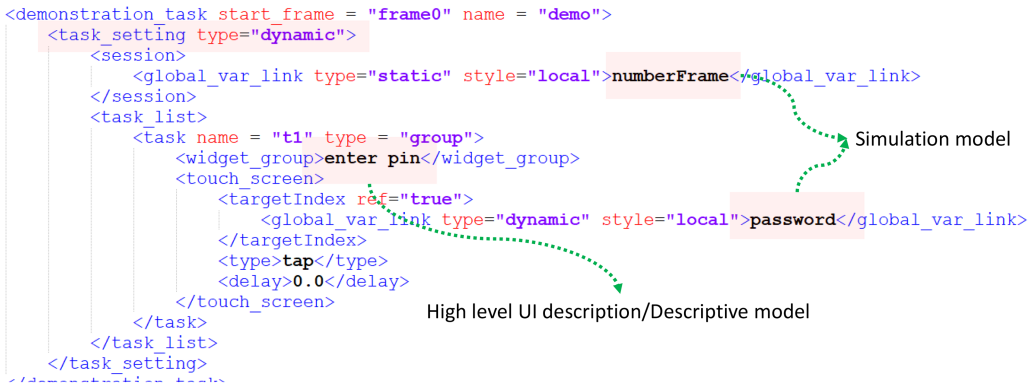 <demonstration_task start_frame = "frame0" name = "demo">
<task_setting type="dynamic">
<session>
<global_var_link type="static" style="local">numberFrame</global_var_link>
</session>
<task_list>
<task name = "t1" type = "group">
<widget_group>enter pin</widget_group>
<touch_screen>
<targetIndex ref="true">
<global_var_link type="dynamic" style="local">password</global_var_link>
</targetIndex>
<type>tap</type>
<delay>0.0</delay>
</touch_screen>
</task>
</task_list>
</task_setting>
</demonstration_task>
Simulation model
High level UI description/Descriptive model